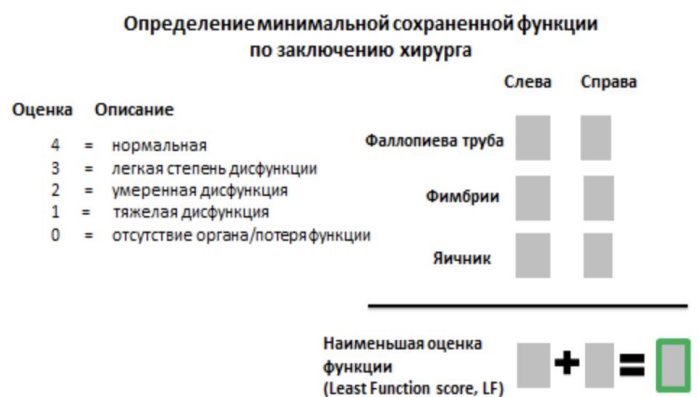 Определение минимальной сохраненной функции
по заключению хирурга
Слева Справа
Оценка Описание
4 = нормальная
3 = легкая степень дисфункции
2 = умеренная дисфункция
1 = тяжелая дисфункция
0 = отсутствие органа/потеря функции
Фаллопиева труба
Фимбрии
Яичник
Наименьшая оценка
функции
(Least Function score, LF)
+ =